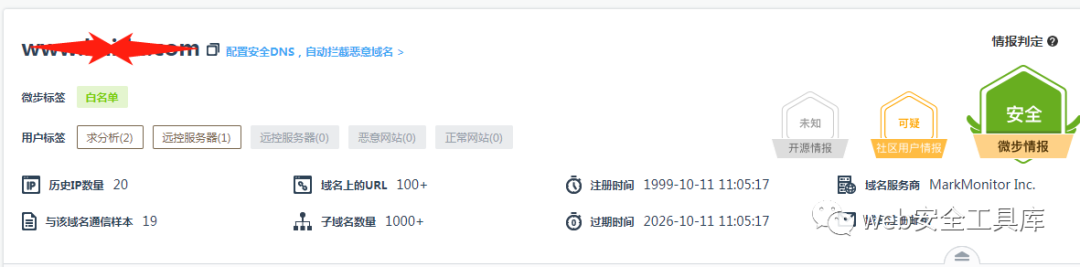 配置安全DNS，自动拦截恶意域名 >
情报判定 ?
微步标签 白名单
用户标签 求分析(2) 远控服务器(1) 远控服务器(0) 恶意网站(0) 正常网站(0)
未知 开源情报
可疑 社区用户情报
安全 微步情报
IP 历史IP数量 20 域名上的URL 100+ 注册时间 1999-10-11 11:05:17 域名服务商 MarkMonitor Inc.
与该域名通信样本 19 子域名数量 1000+ 过期时间 2026-10-11 11:05:17
web安全工具库